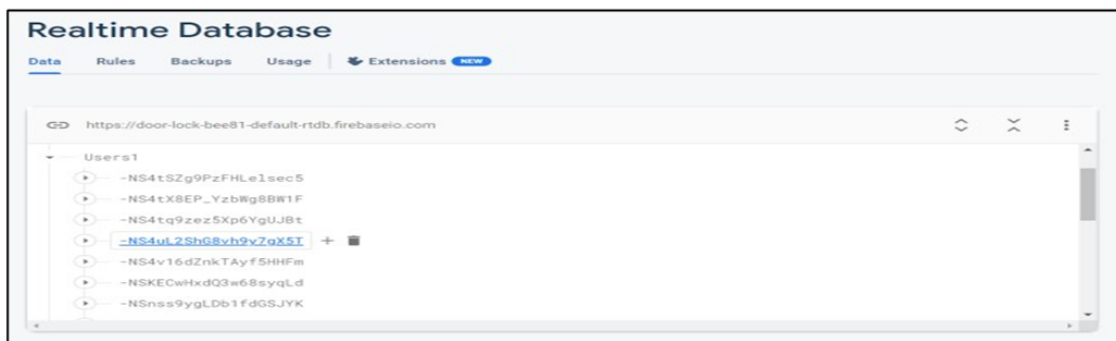 Realtime Database
Data Rules Backups Usage Extensions NEW
https://door-lock-bee81-default-rtdb.firebaseio.com
Users1
-NS4tSZg9PzFHLelsec5
-NS4tX8EP_YzbWg8BW1F
-NS4tq9zez5Xp6YgUJBt
-NS4uL2ShG8vh9y7gX5T
-NS4v16dZnkTAyf5HHFm
-NSKECwHxdQ3w68syqLd
-NSnss9ygLDb1fdGSJYK